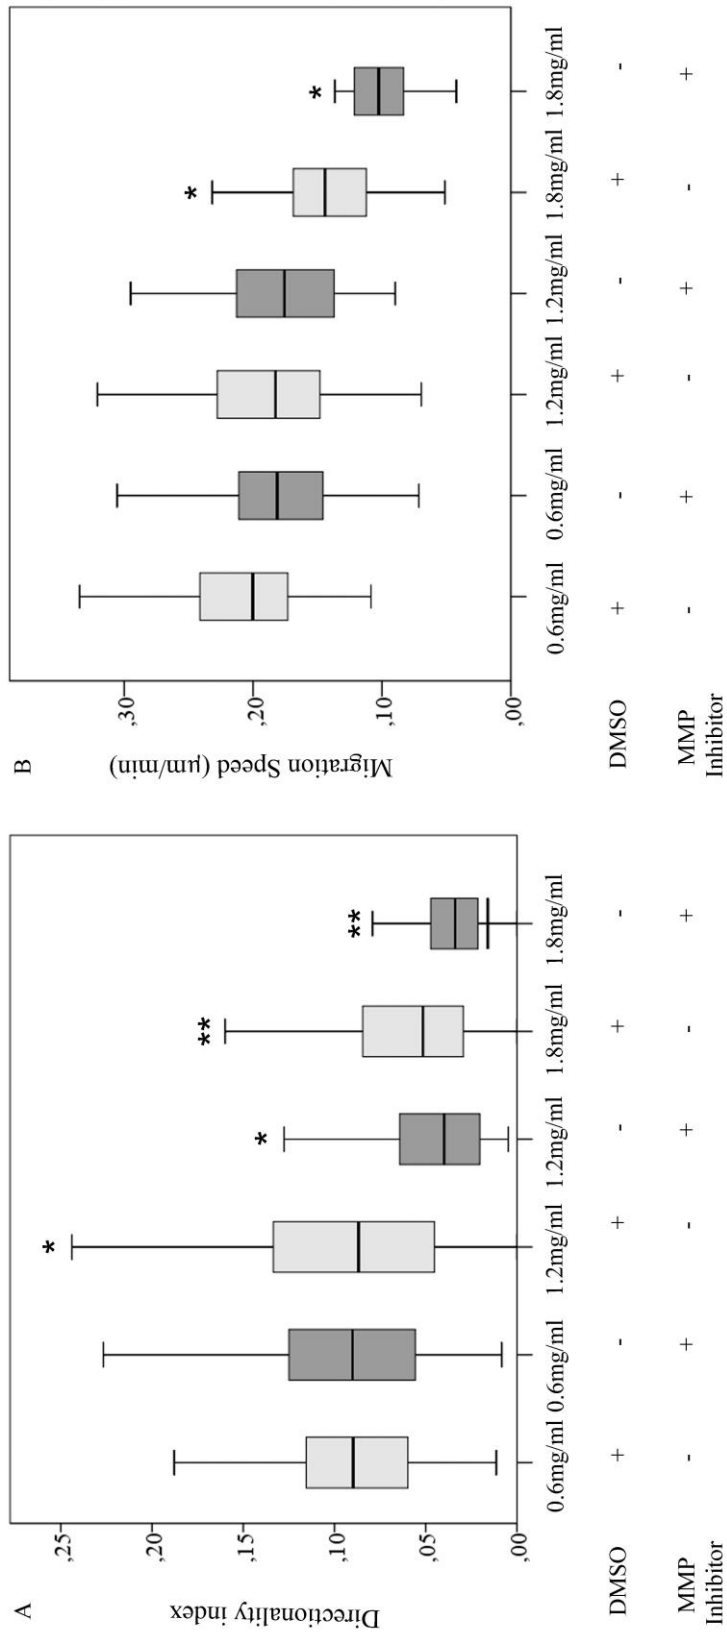 A
Directionality index
,25
,20
,15
,10
,05
,00
*
*
**
**
0.6mg/ml 0.6mg/ml 1.2mg/ml 1.2mg/ml 1.8mg/ml 1.8mg/ml
DMSO + - + - + -
MMP - + - + - +
Inhibitor
B
Migration Speed (µm/min)
,30
,20
,10
,00
*
*
0.6mg/ml 0.6mg/ml 1.2mg/ml 1.2mg/ml 1.8mg/ml 1.8mg/ml
DMSO + - + - + -
MMP - + - + - +
Inhibitor